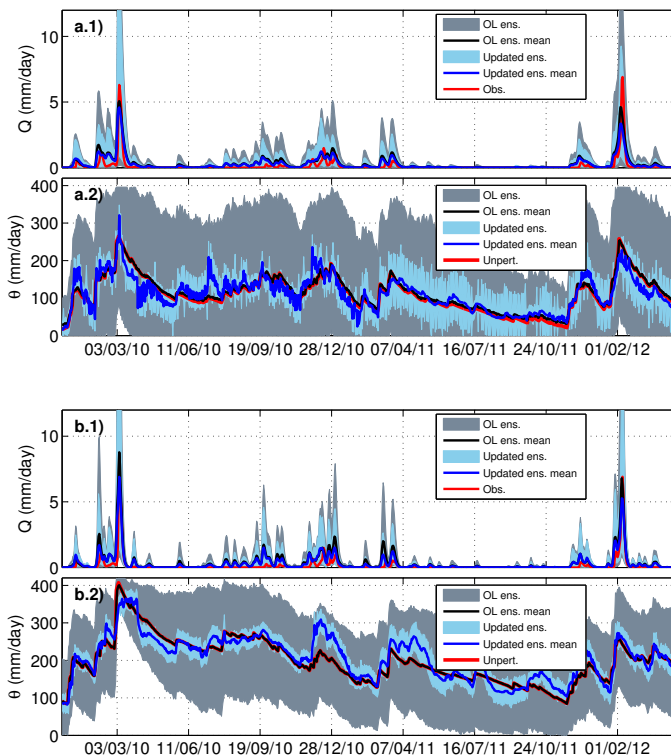 a.1)
Q (mm/day)
10
5
0
OL ens.
OL ens. mean
Updated ens.
Updated ens. mean
Obs.
a.2)
θ (mm/day)
400
300
200
100
0
OL ens.
OL ens. mean
Updated ens.
Updated ens. mean
Unpert.
03/03/10 11/06/10 19/09/10 28/12/10 07/04/11 16/07/11 24/10/11 01/02/12
b.1)
Q (mm/day)
10
5
0
OL ens.
OL ens. mean
Updated ens.
Updated ens. mean
Obs.
b.2)
θ (mm/day)
400
300
200
100
0
OL ens.
OL ens. mean
Updated ens.
Updated ens. mean
Unpert.
03/03/10 11/06/10 19/09/10 28/12/10 07/04/11 16/07/11 24/10/11 01/02/12